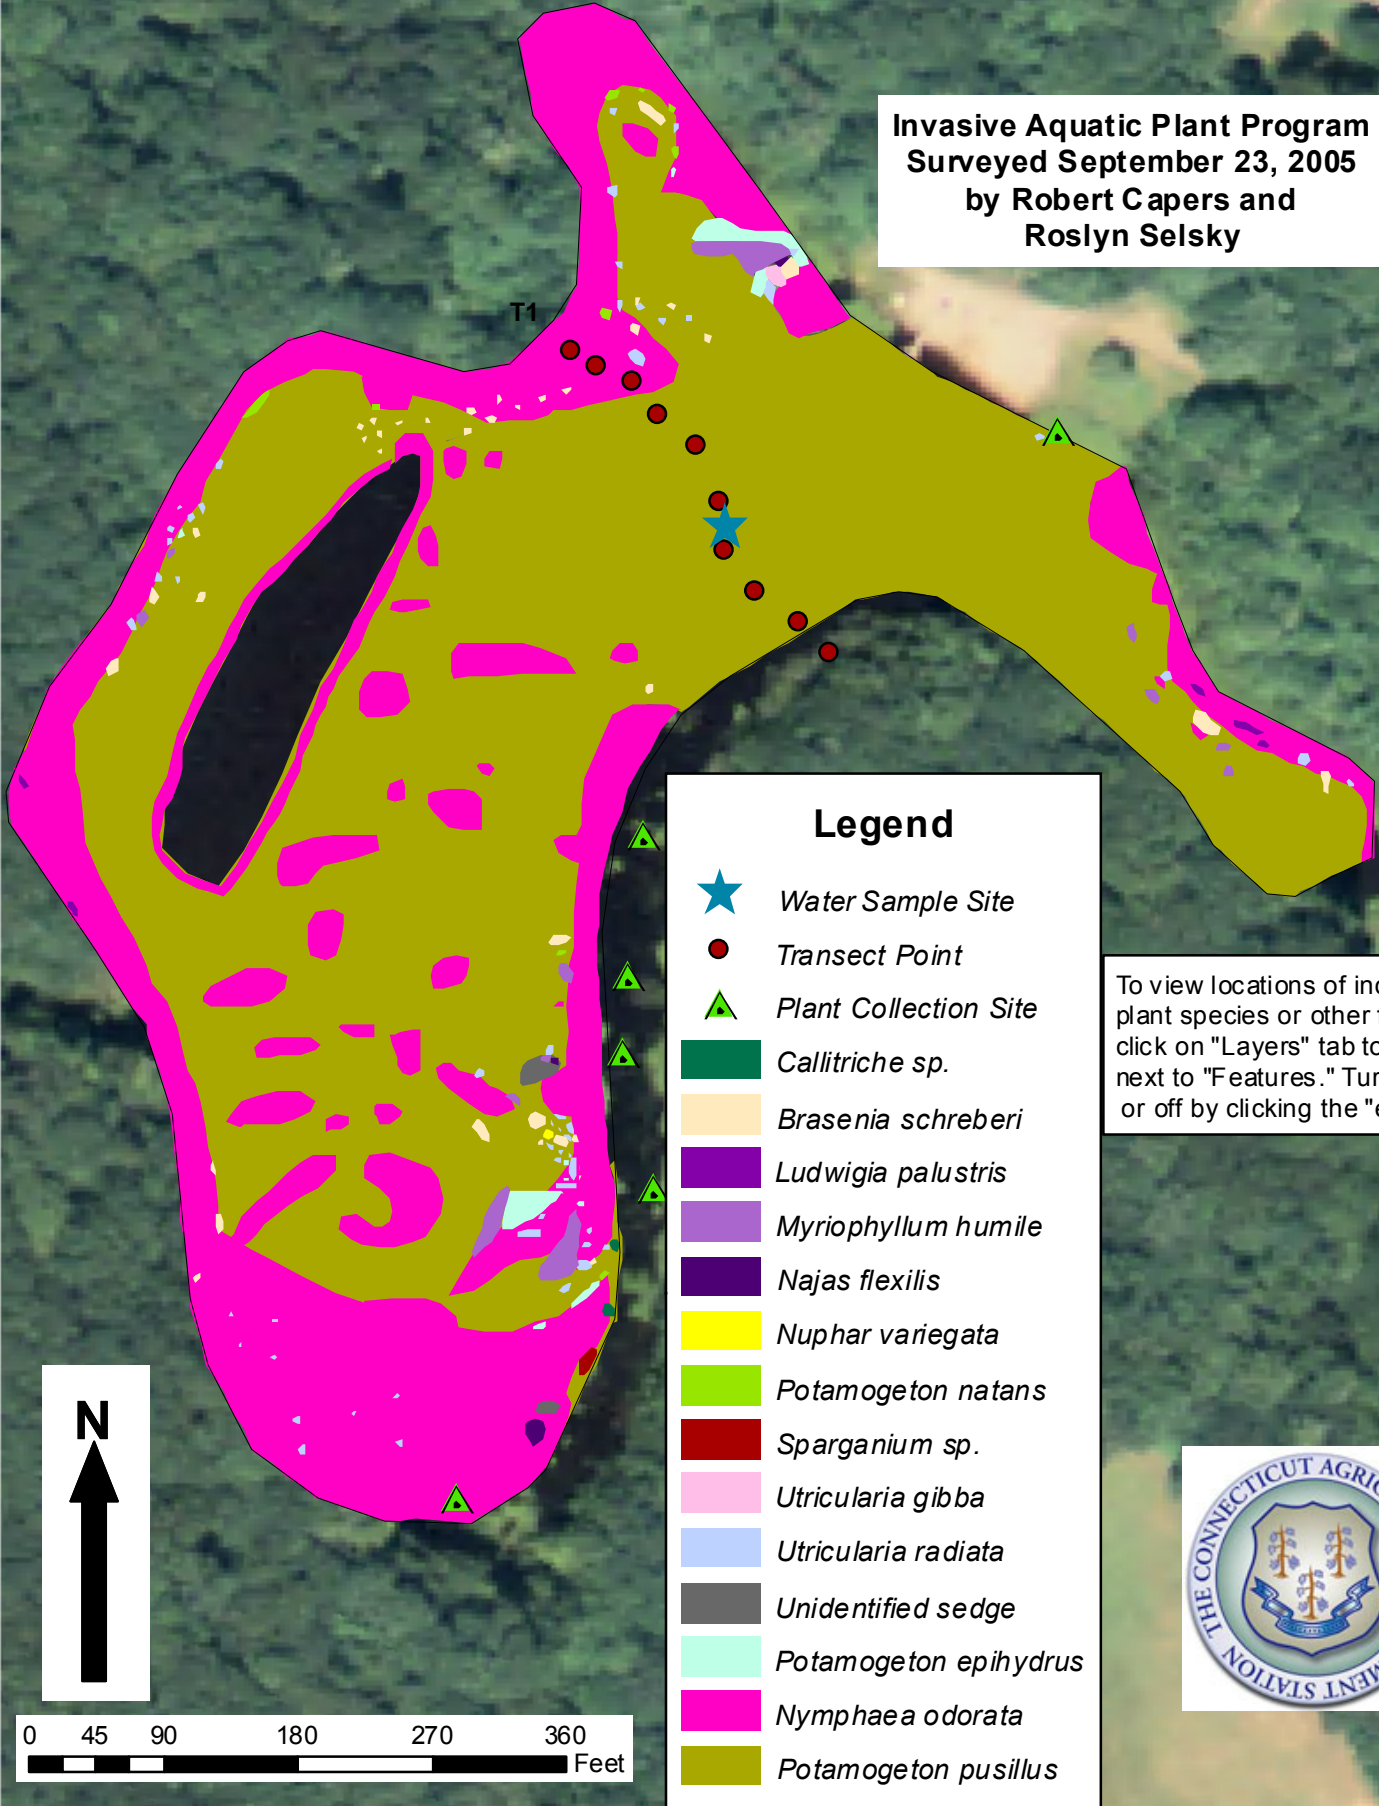 Invasive Aquatic Plant Program
Surveyed September 23, 2005
by Robert Capers and
Roslyn Selsky
T1
Legend
Water Sample Site
Transect Point
Plant Collection Site
Callitriche sp.
Brasenia schreberi
Ludwigia palustris
Myriophyllum humile
Najas flexilis
Nuphar variegata
Potamogeton natans
Sparganium sp.
Utricularia gibba
Utricularia radiata
Unidentified sedge
Potamogeton epihydrus
Nymphaea odorata
Potamogeton pusillus
To view locations of
plant species or other
click on "Layers" tab to
next to "Features."
or off by clicking the
N
0 45 90 180 270 360
Feet
THE CONNECTICUT
STATION